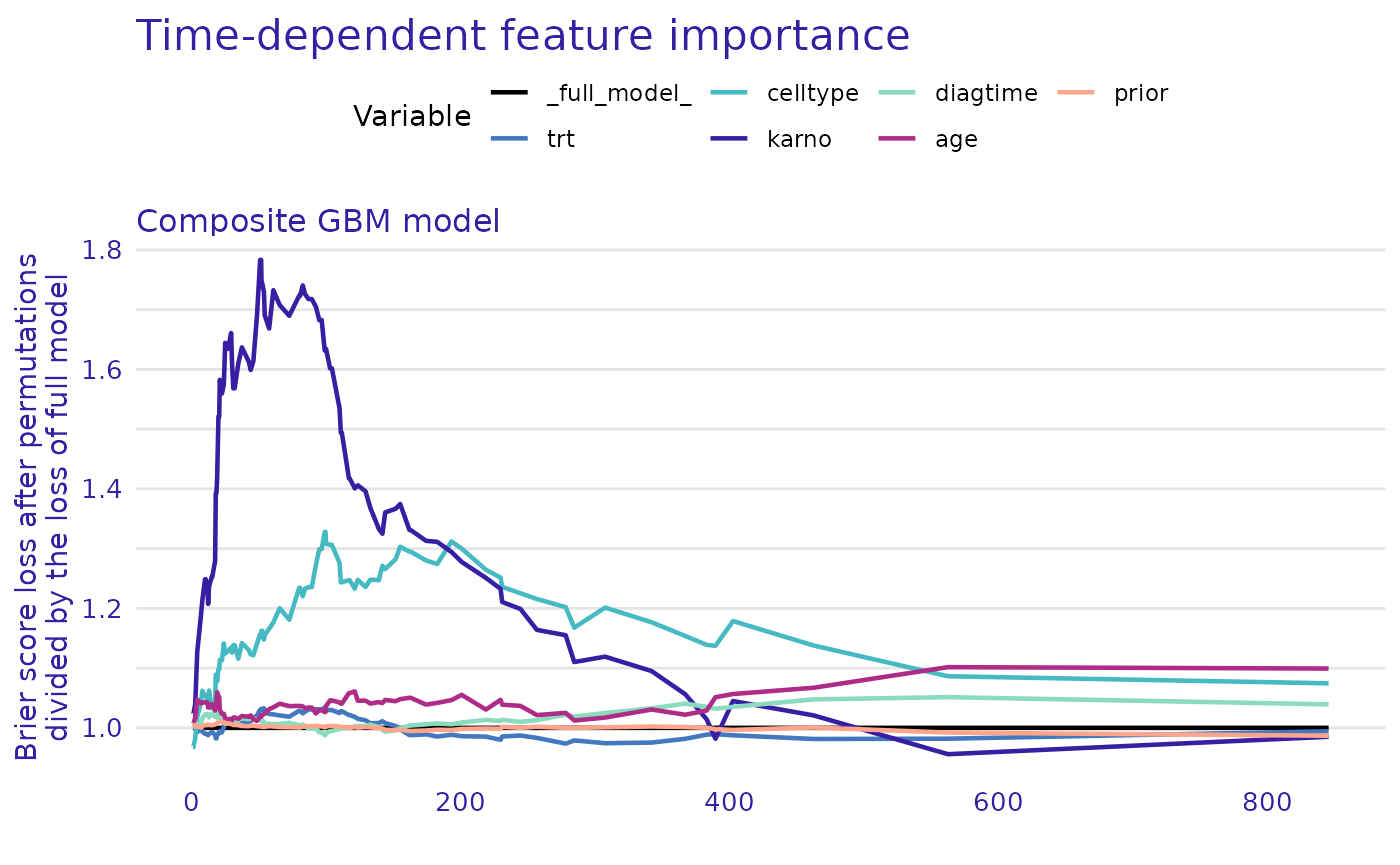 Time-dependent feature importance
Variable
_full_model_ celltype diagtime prior
trt karno age
Composite GBM model
Brier score loss after permutations
divided by the loss of full model
1.8
1.6
1.4
1.2
1.0
0 200 400 600 800